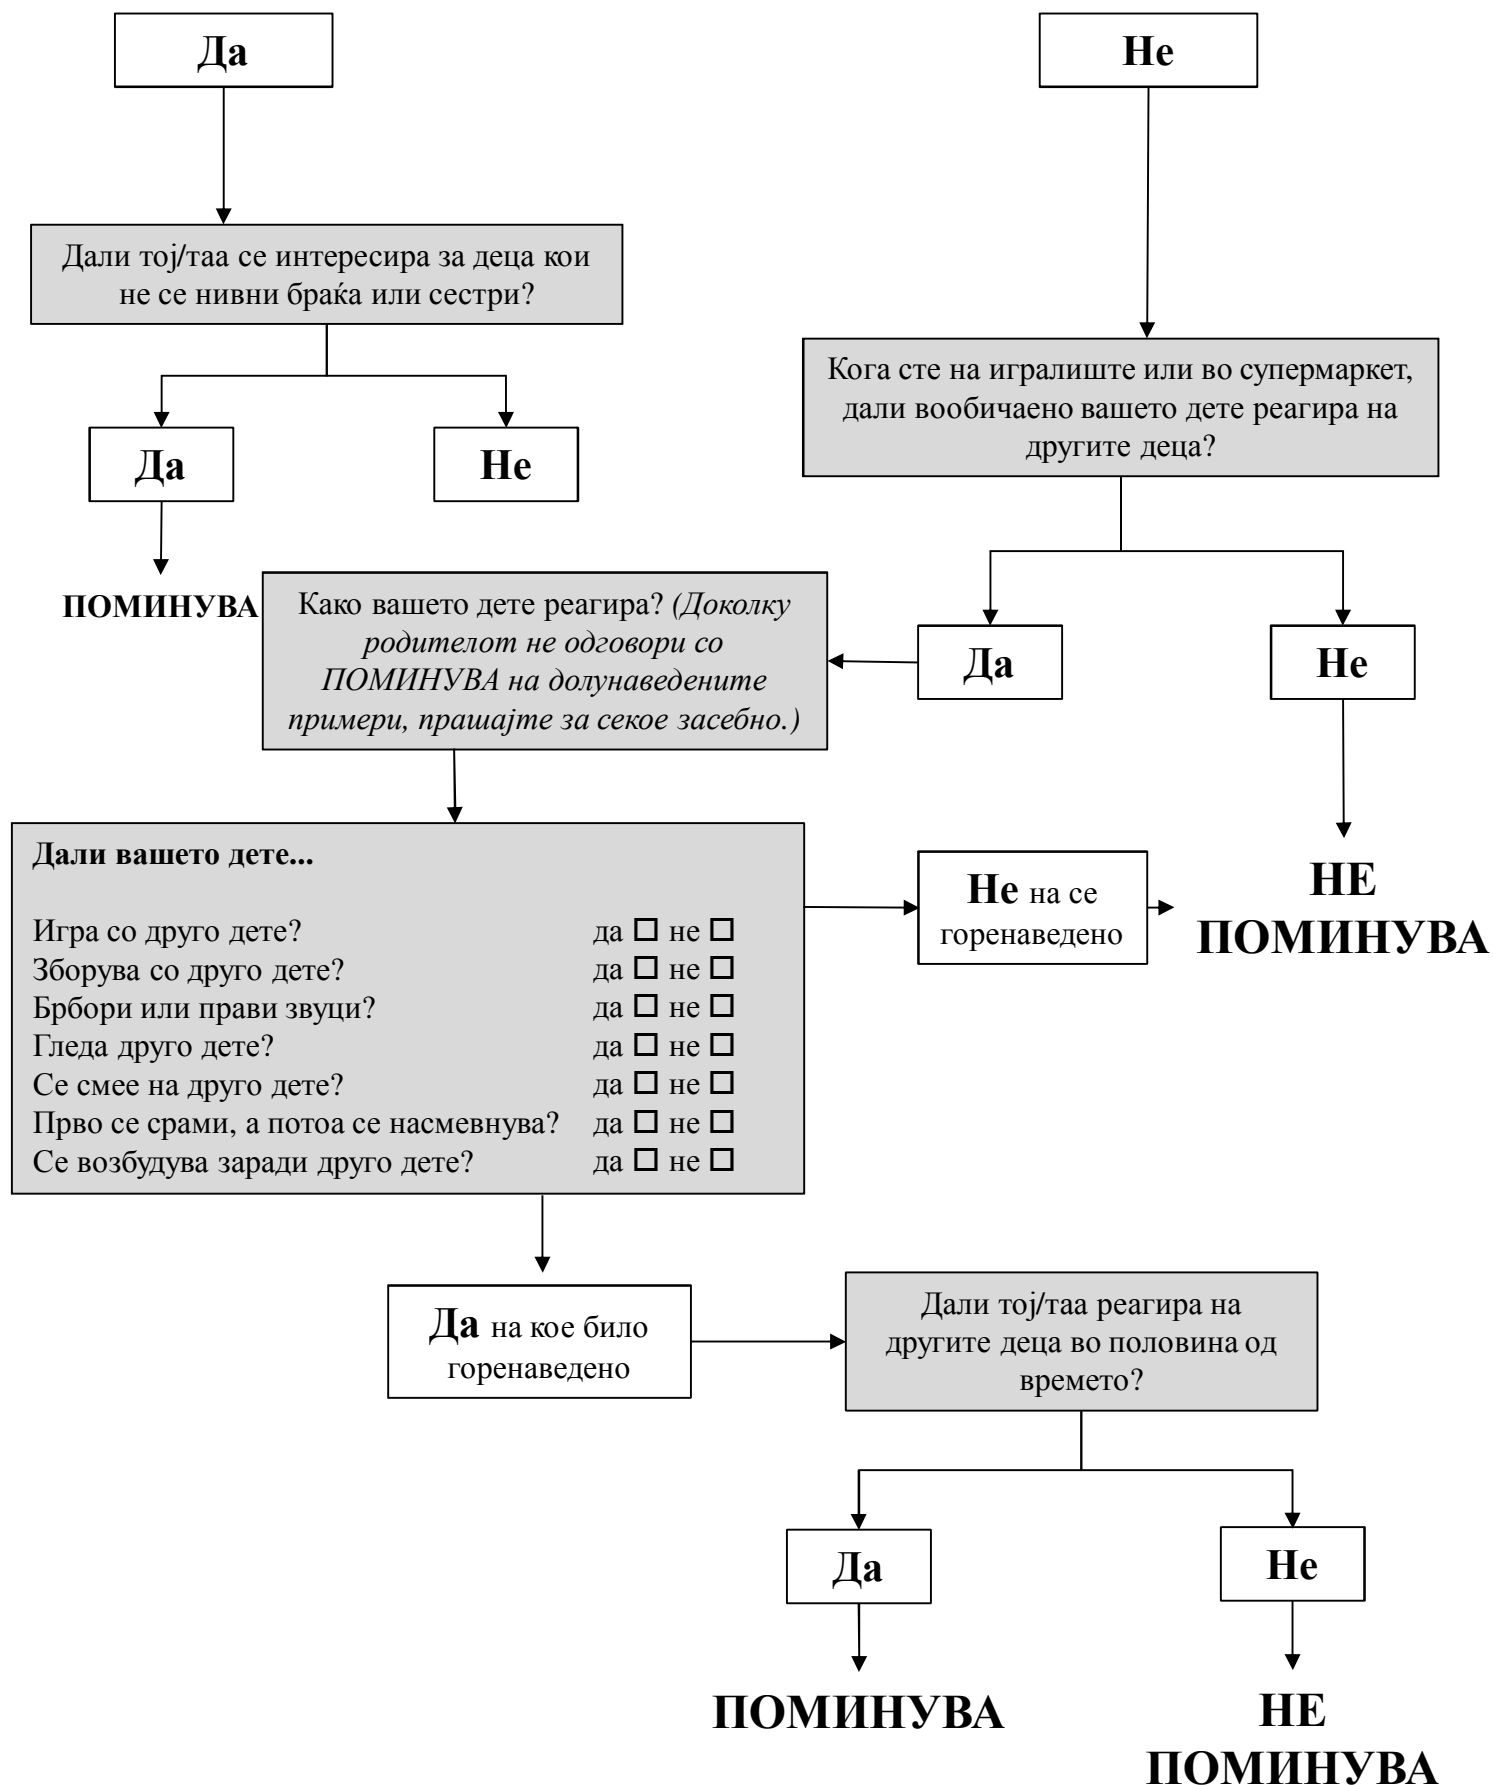 Да
Не
Дали тој/таа се интересира за деца кои
не се нивни браќа или сестри?
Кога сте на игралиште или во супермаркет,
дали вообичаено вашето дете реагира на
другите деца?
Да
Не
ПОМИНУВА
Како вашето дете реагира? (Доколку
родителот не одговори со
ПОМИНУВА на долунаведените
примери, прашајте за секое засебно.)
Да
Не
Дали вашето дете...
Игра со друго дете? да ☐ не ☐
Зборува со друго дете? да ☐ не ☐
Брбори или прави звуци? да ☐ не ☐
Гледа друго дете? да ☐ не ☐
Се смее на друго дете? да ☐ не ☐
Прво се срами, а потоа се насмевнува? да ☐ не ☐
Се возбудува заради друго дете? да ☐ не ☐
Не на се
горенаведено
НЕ
ПОМИНУВА
Да на кое било
горенаведено
Дали тој/таа реагира на
другите деца во половина од
времето?
Да
Не
ПОМИНУВА
НЕ
ПОМИНУВА